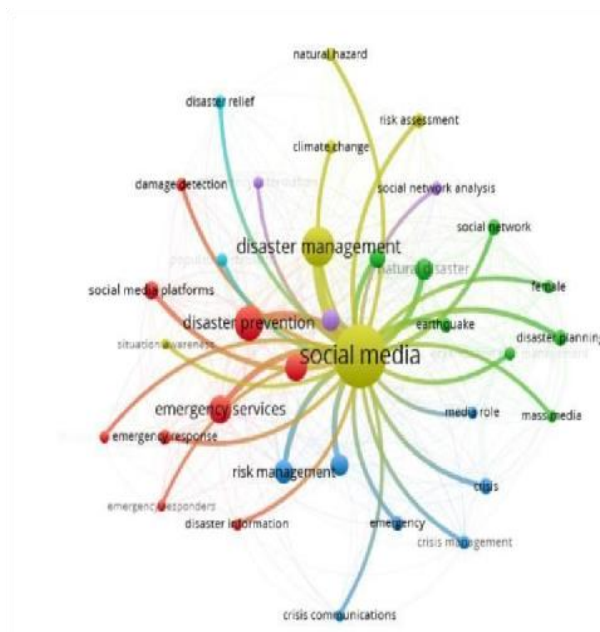 natural hazard
disaster relief
risk assessment
climate change
damage detection
social network analysis
social network
disaster management
natural disaster
social media platforms
female
disaster prevention
earthquake
disaster planning
situation awareness
social media
emergency services
media role
mass media
emergency response
risk management
crisis
emergency responders
disaster information
emergency
crisis management
crisis communications